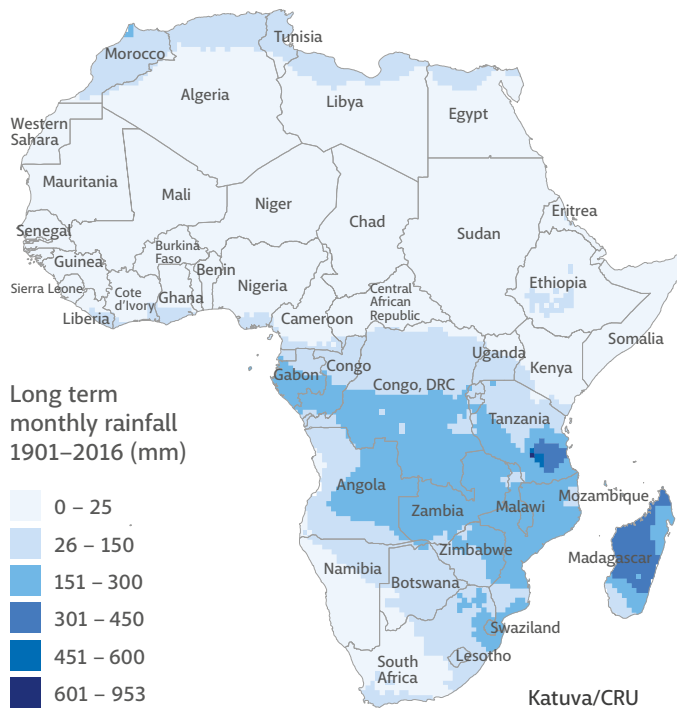 Tunisia
Morocco
Algeria
Libya
Egypt
Western
Sahara
Mauritania
Mali
Niger
Chad
Sudan
Eritrea
Senegal
Burkina
Faso
Guinea
Benin
Nigeria
Ethiopia
Sierra Leone
Cote
d'Ivory
Ghana
Central
African
Republic
Liberia
Cameroon
Somalia
Uganda
Kenya
Congo
Gabon
Congo, DRC
Tanzania
Long term
monthly rainfall
1901–2016 (mm)
Angola
Malawi
Mozambique
Zambia
Zimbabwe
Madagascar
Namibia
Botswana
Swaziland
Lesotho
South
Africa
0 – 25
26 – 150
151 – 300
301 – 450
451 – 600
601 – 953
Katuva/CRU